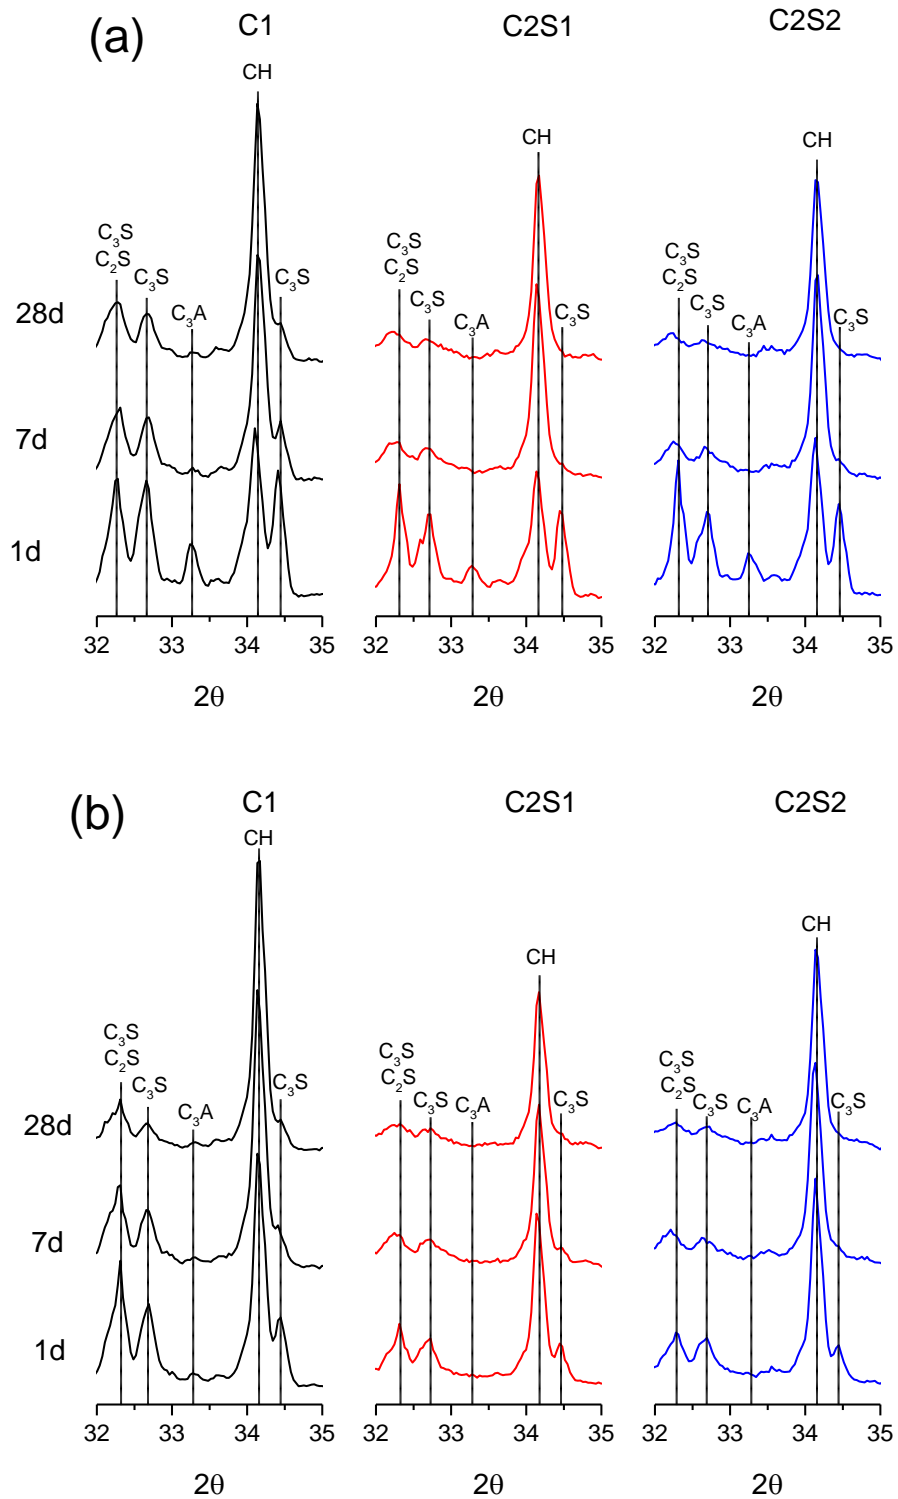 (a) C1 C2S1 C2S2
CH
CH
CH
C₃S
C₂S
C₃S
C₃A
C₃S
C₃S
C₂S
C₃S
C₃A
C₃S
C₃S
C₂S
C₃S
C₃A
C₃S
28d
7d
1d
32 33 34 35 32 33 34 35 32 33 34 35
2θ 2θ 2θ
(b) C1 C2S1 C2S2
CH
CH
CH
C₃S
C₂S
C₃S
C₃A
C₃S
C₃S
C₂S
C₃S
C₃A
C₃S
C₃S
C₂S
C₃S
C₃A
C₃S
28d
7d
1d
32 33 34 35 32 33 34 35 32 33 34 35
2θ 2θ 2θ